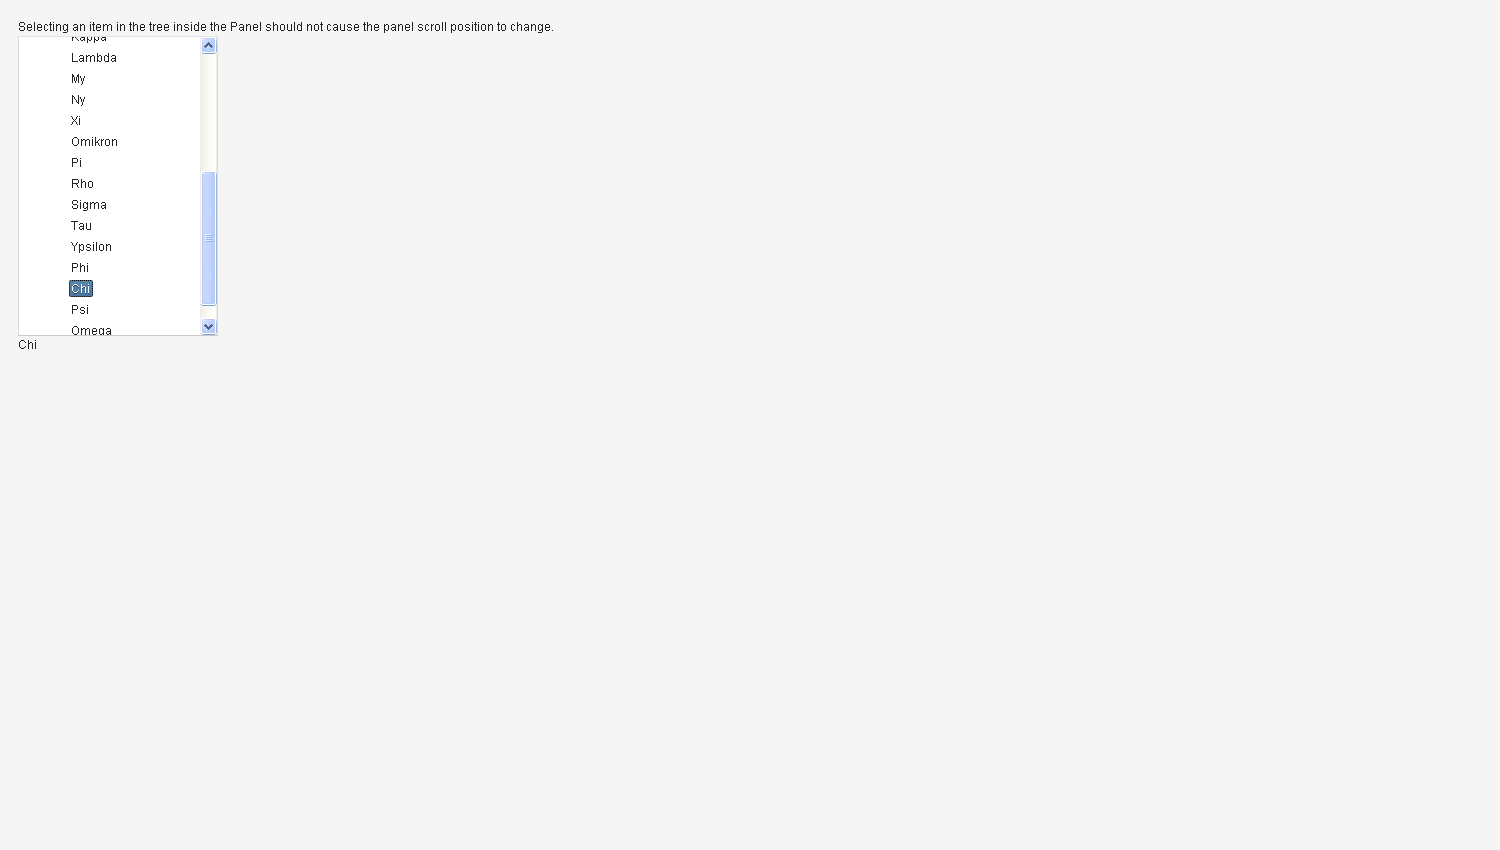 Selecting an item in the tree inside the Panel should not cause the panel scroll position to change.
Kappa
Lambda
My
Ny
Xi
Omikron
Pi
Rho
Sigma
Tau
Ypsilon
Phi
Chi
Psi
Omega
Chi